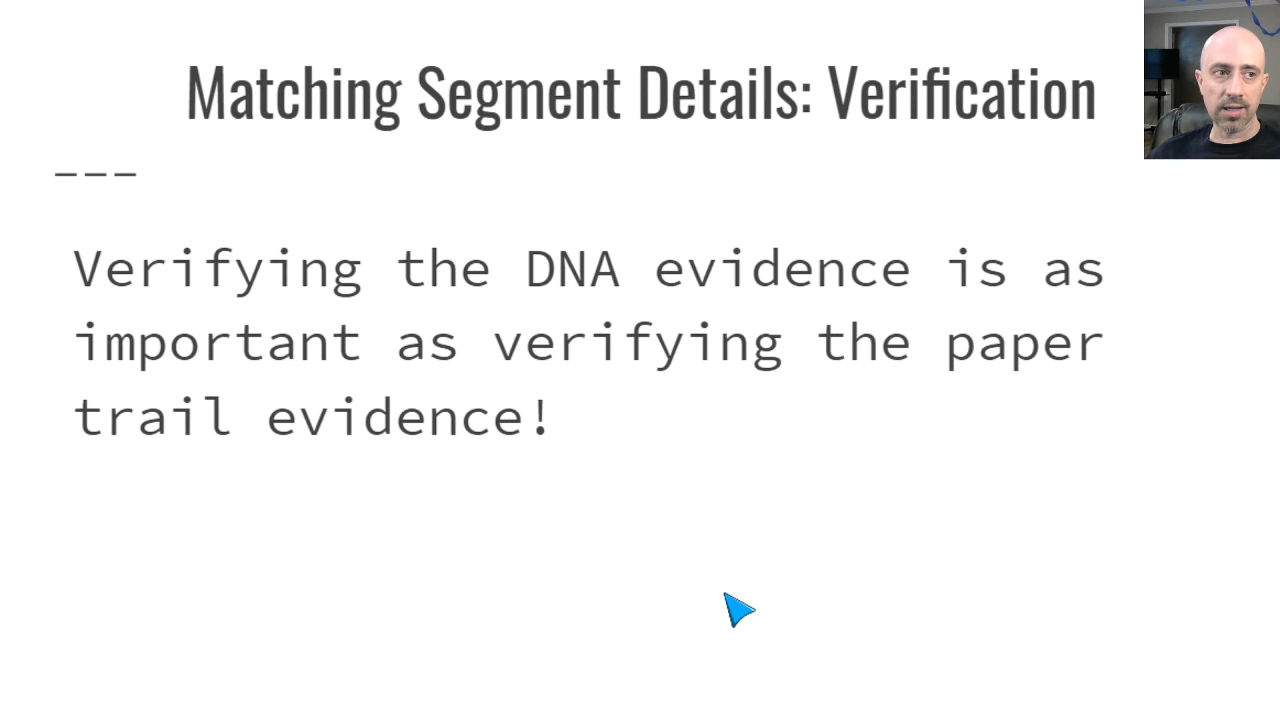 Matching Segment Details: Verification
Verifying the DNA evidence is as
important as verifying the paper
trail evidence!